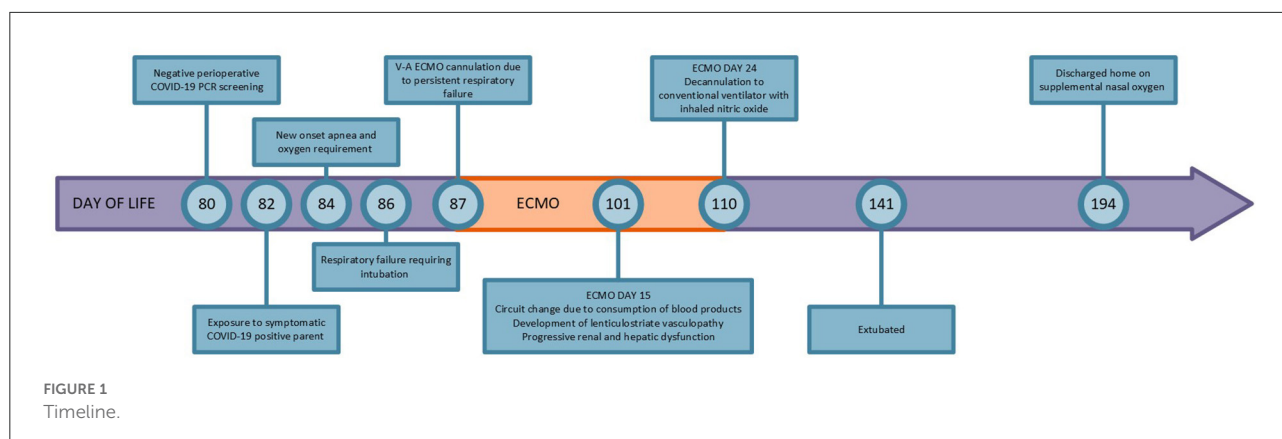 Negative perioperative
COVID-19 PCR screening
New onset apnea and
oxygen requirement
V-A ECMO cannulation due
to persistent respiratory
failure
ECMO DAY 24
Decannulation to
conventional ventilator with
inhaled nitric oxide
Discharged home on
supplemental nasal oxygen
DAY OF LIFE 80 82 84 86 87 ECMO 101 110 141 194
Exposure to symptomatic
COVID-19 positive parent
Respiratory failure requiring
intubation
ECMO DAY 15
Circuit change due to consumption of blood products
Development of lenticulostriate vasculopathy
Progressive renal and hepatic dysfunction
Extubated
FIGURE 1
Timeline.